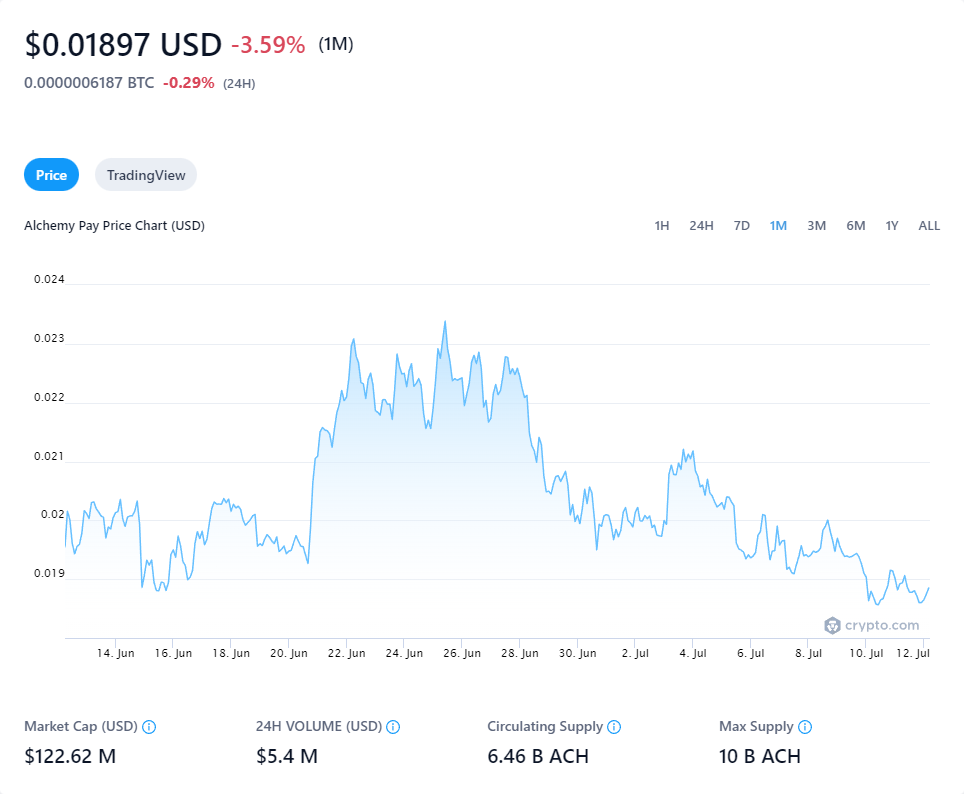 $0.01897 USD -3.59% (1M)
0.0000006187 BTC -0.29% (24H)
Price TradingView
Alchemy Pay Price Chart (USD) 1H 24H 7D 1M 3M 6M 1Y ALL
0.024
0.023
0.022
0.021
0.02
0.019
crypto.com
14. Jun 16. Jun 18. Jun 20. Jun 22. Jun 24. Jun 26. Jun 28. Jun 30. Jun 2. Jul 4. Jul 6. Jul 8. Jul 10. Jul 12. Jul
Market Cap (USD) 24H VOLUME (USD) Circulating Supply Max Supply
$122.62 M $5.4 M 6.46 B ACH 10 B ACH